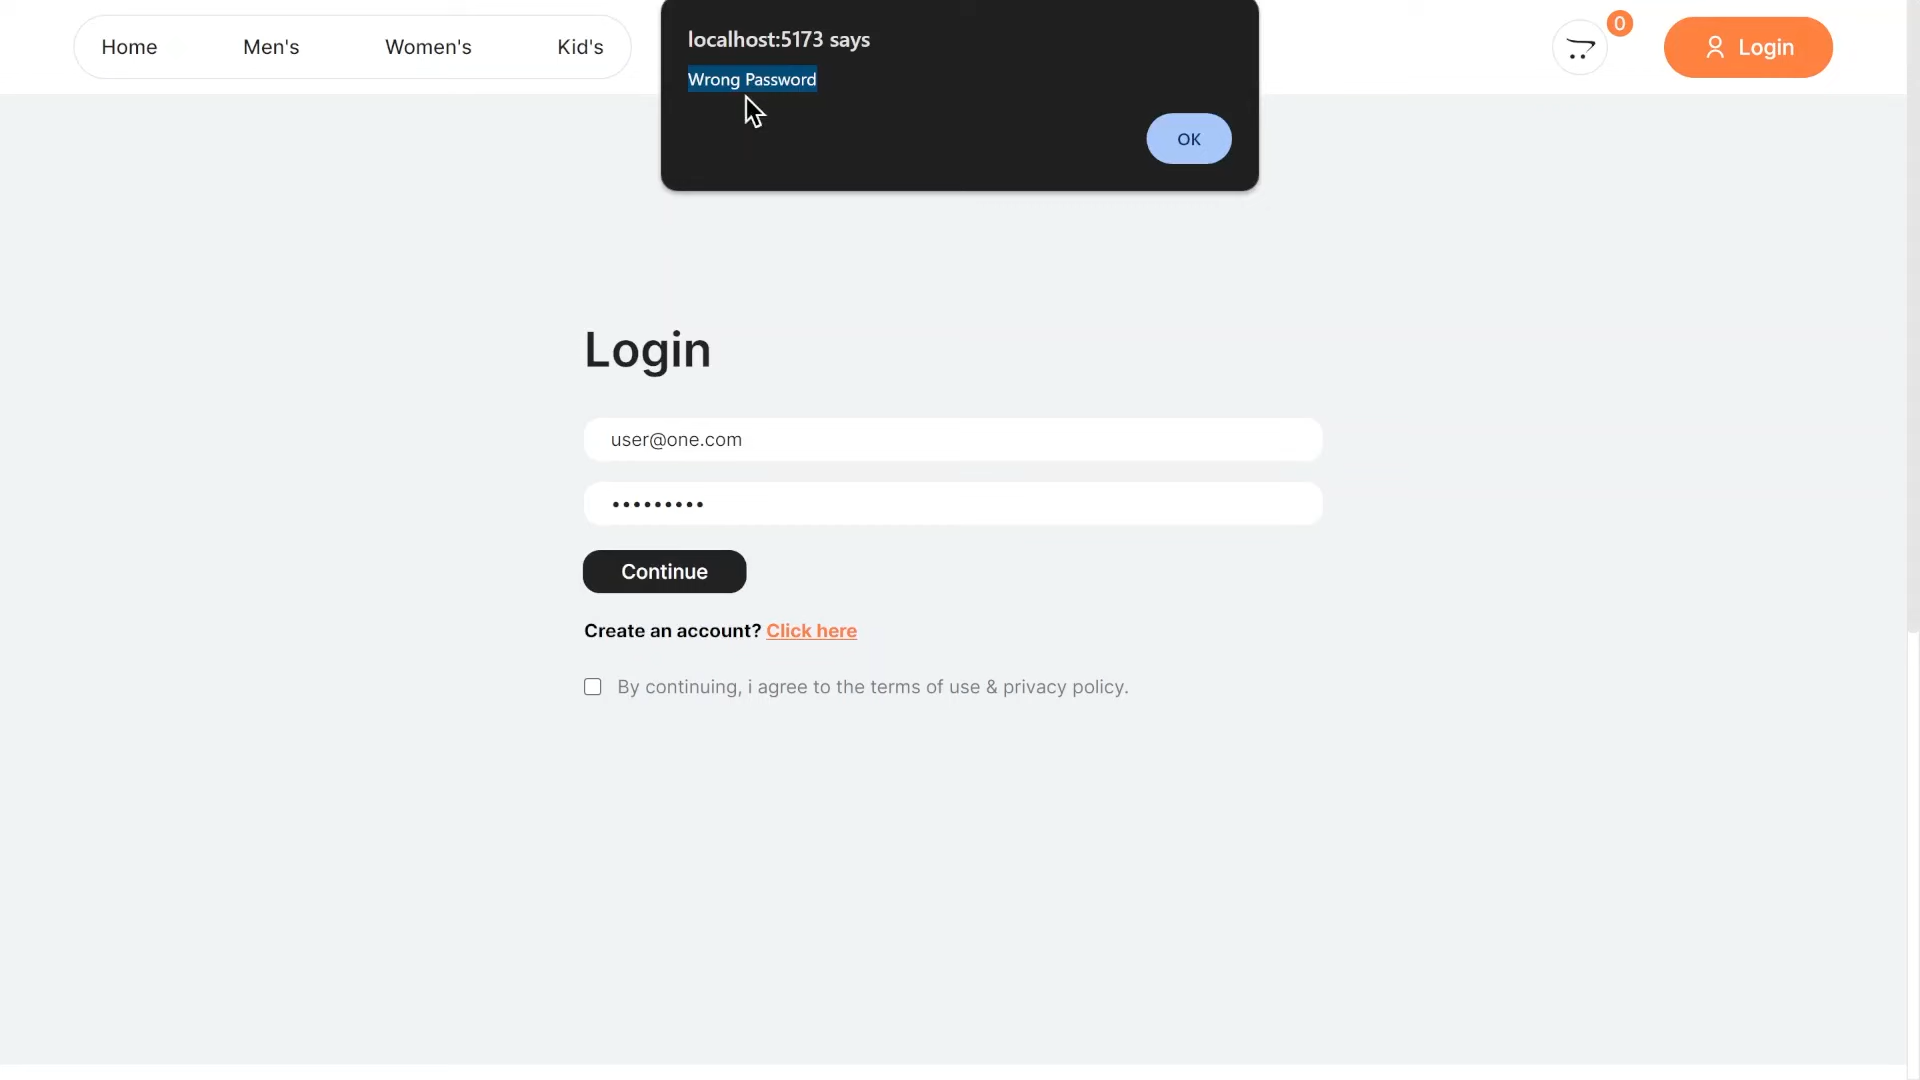 Home Men's Women's Kid's
localhost:5173 says
Wrong Password
OK
0
Login
Login
user@one.com
•••••••••
Continue
Create an account? Click here
By continuing, i agree to the terms of use & privacy policy.